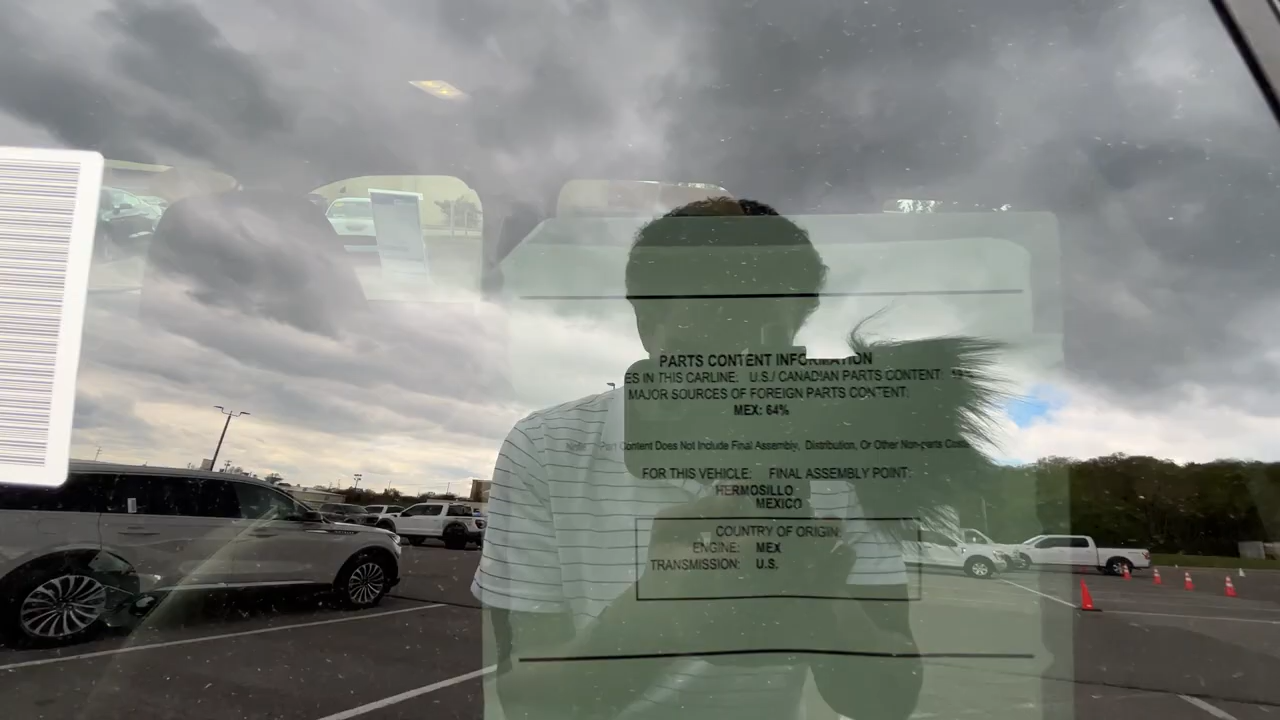 PARTS CONTENT INFORMATION
ES IN THIS CARLINE: U.S./ CANADIAN PARTS CONTENT:
MAJOR SOURCES OF FOREIGN PARTS CONTENT:
MEX: 64%
Note: Part Content Does Not Include Final Assembly, Distribution, Or Other Non-parts
FOR THIS VEHICLE: FINAL ASSEMBLY POINT:
HERMOSILLO
MEXICO
COUNTRY OF ORIGIN:
ENGINE: MEX
TRANSMISSION: U.S.